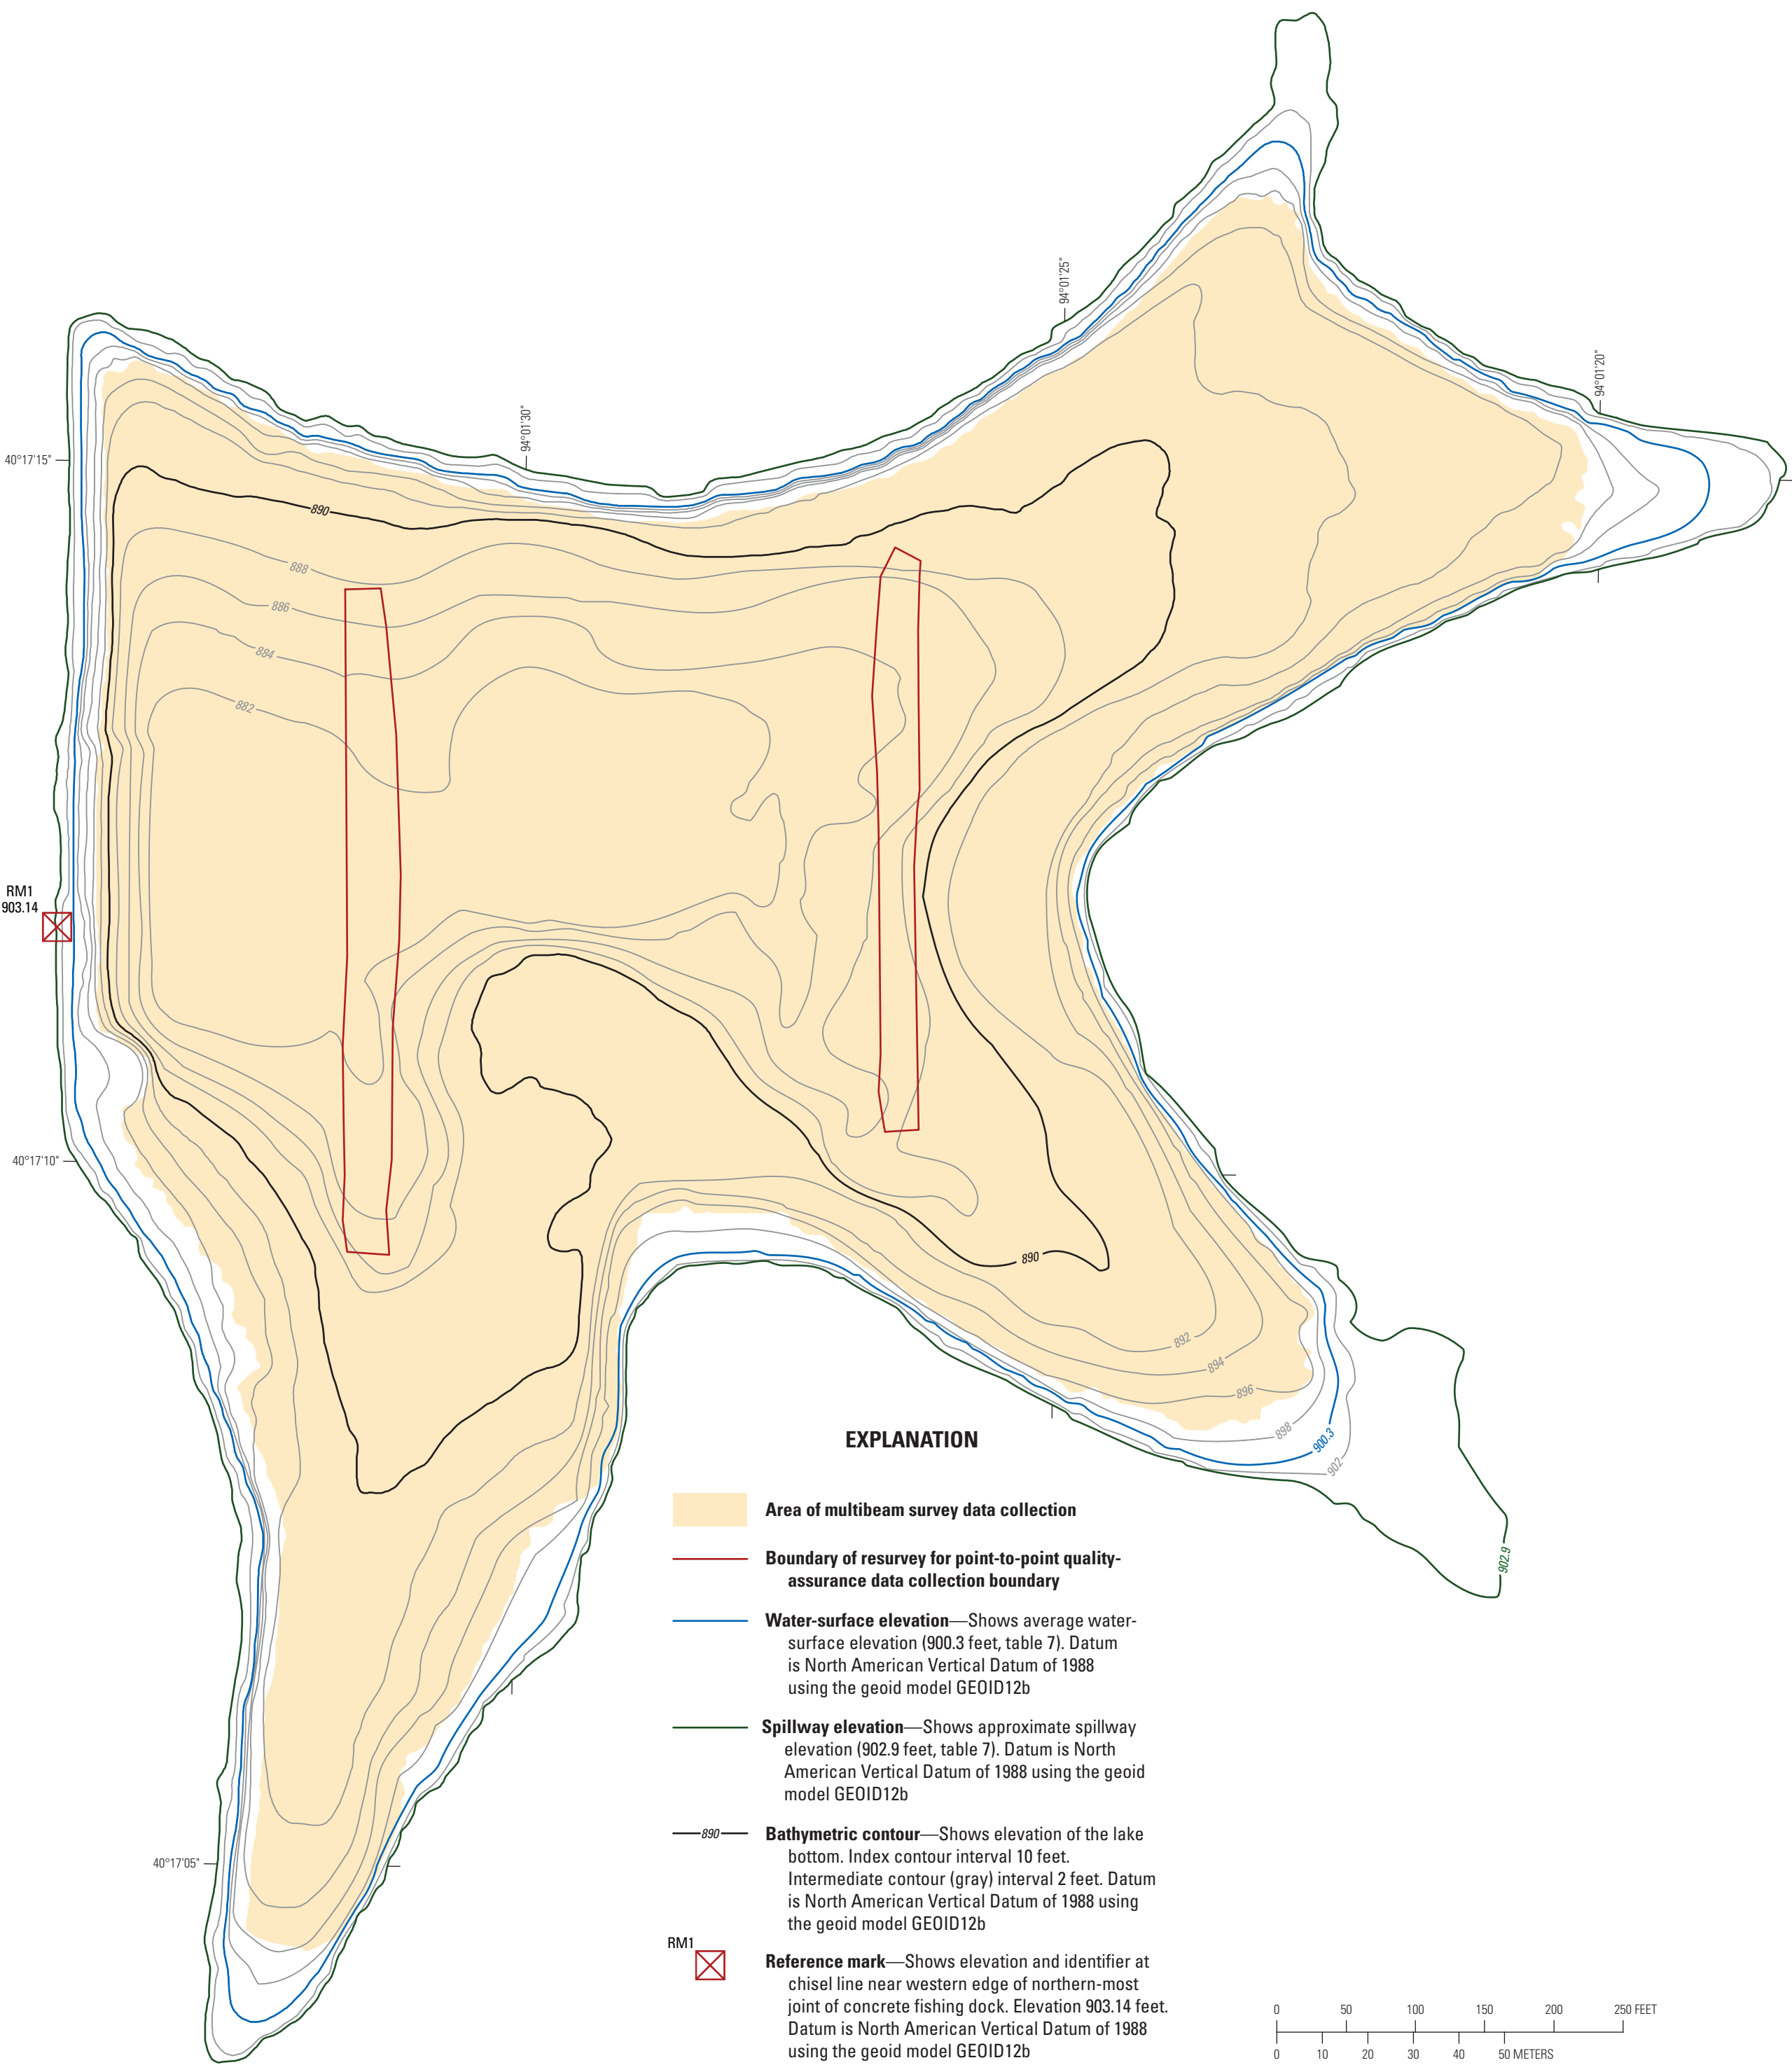 94°01'25"
94°01'20"
94°01'30"
40°17'15"
890
888
886
884
882
RM1
903.14
40°17'10"
890
892
894
896
898
900.3
902
902.9
40°17'05"
EXPLANATION
Area of multibeam survey data collection
Boundary of resurvey for point-to-point quality-
assurance data collection boundary
Water-surface elevation—Shows average water-
surface elevation (900.3 feet, table 7). Datum
is North American Vertical Datum of 1988
using the geoid model GEOID12b
Spillway elevation—Shows approximate spillway
elevation (902.9 feet, table 7). Datum is North
American Vertical Datum of 1988 using the geoid
model GEOID12b
890
Bathymetric contour—Shows elevation of the lake
bottom. Index contour interval 10 feet.
Intermediate contour (gray) interval 2 feet. Datum
is North American Vertical Datum of 1988 using
the geoid model GEOID12b
RM1
Reference mark—Shows elevation and identifier at
chisel line near western edge of northern-most
joint of concrete fishing dock. Elevation 903.14 feet.
Datum is North American Vertical Datum of 1988
using the geoid model GEOID12b
0 50 100 150 200 250 FEET
0 10 20 30 40 50 METERS